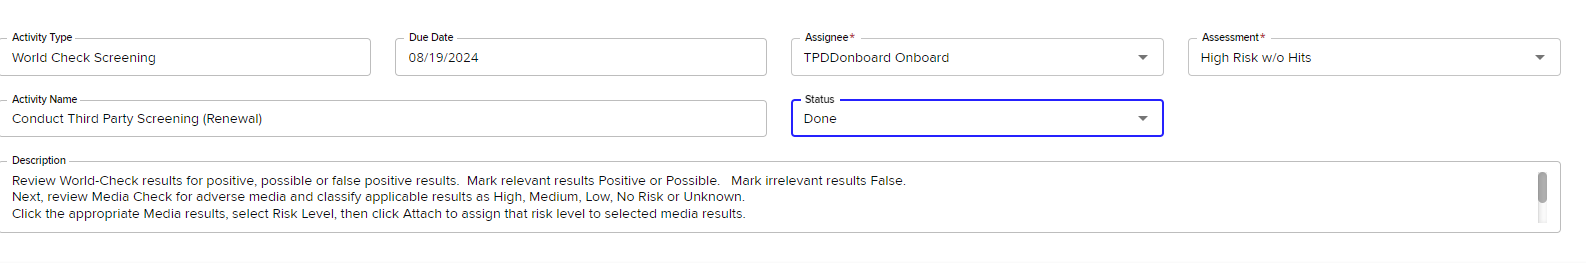 Activity Type
World Check Screening
Due Date
08/19/2024
Assignee*
TPDDonboard Onboard
Assessment*
High Risk w/o Hits
Activity Name
Conduct Third Party Screening (Renewal)
Status
Done
Description
Review World-Check results for positive, possible or false positive results.  Mark relevant results Positive or Possible.   Mark irrelevant results False.
Next, review Media Check for adverse media and classify applicable results as High, Medium, Low, No Risk or Unknown.
Click the appropriate Media results, select Risk Level, then click Attach to assign that risk level to selected media results.